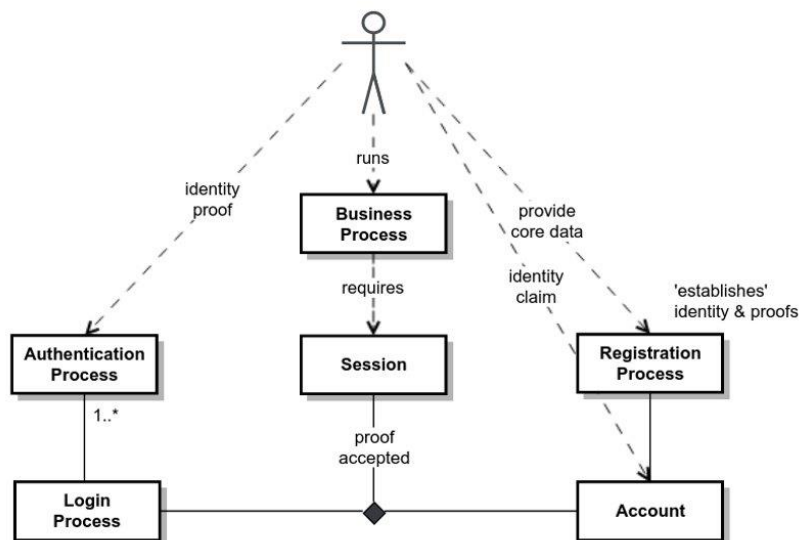 runs
identity
proof
Business
Process
provide
core data
requires
identity
claim
'establishes'
identity & proofs
Authentication
Process
Session
Registration
Process
1..*
proof
accepted
Login
Process
Account